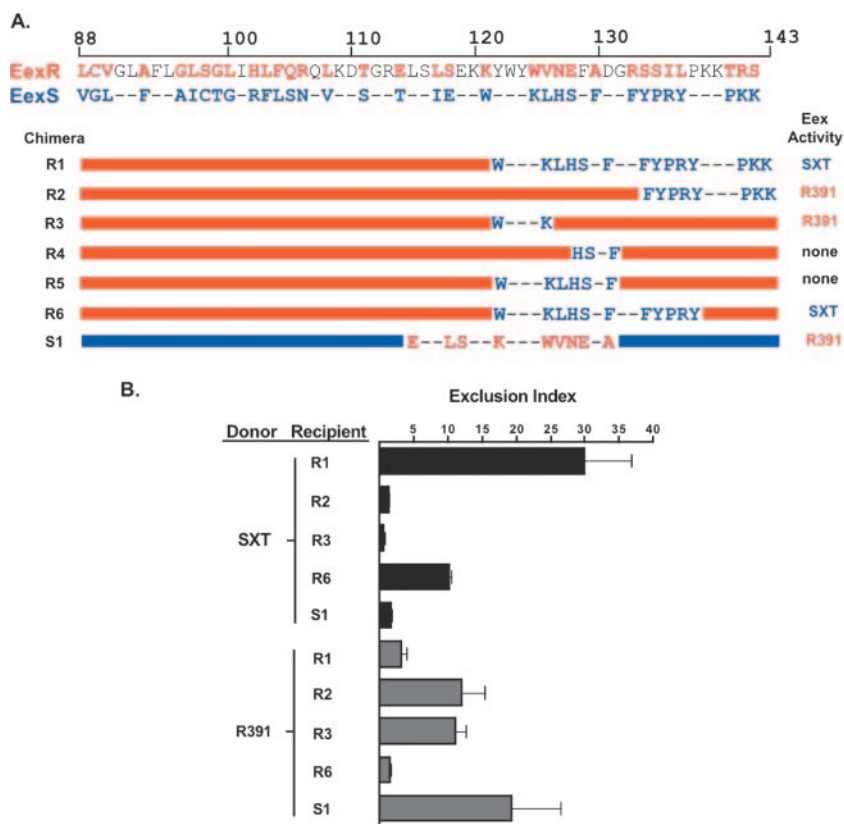 A.
88 100 110 120 130 143
EexR LCVGLAFLGLSGLIHLFQRQLKDTGRELSLSEKKYWYWVNEFADGRSSILPKKTRS
EexS VGL--F--AICTG-RFLSN-V--S--T--IE--W---KLHS-F--FYPRY---PKK
Chimera Eex Activity
R1 W---KLHS-F--FYPRY---PKK SXT
R2 FYPRY---PKK R391
R3 W---K R391
R4 HS-F none
R5 W---KLHS-F none
R6 W---KLHS-F--FYPRY SXT
S1 E--LS--K---WVNE-A R391
B.
Exclusion Index
Donor Recipient 5 10 15 20 25 30 35 40
R1
R2
SXT R3
R6
S1
R1
R2
R391 R3
R6
S1